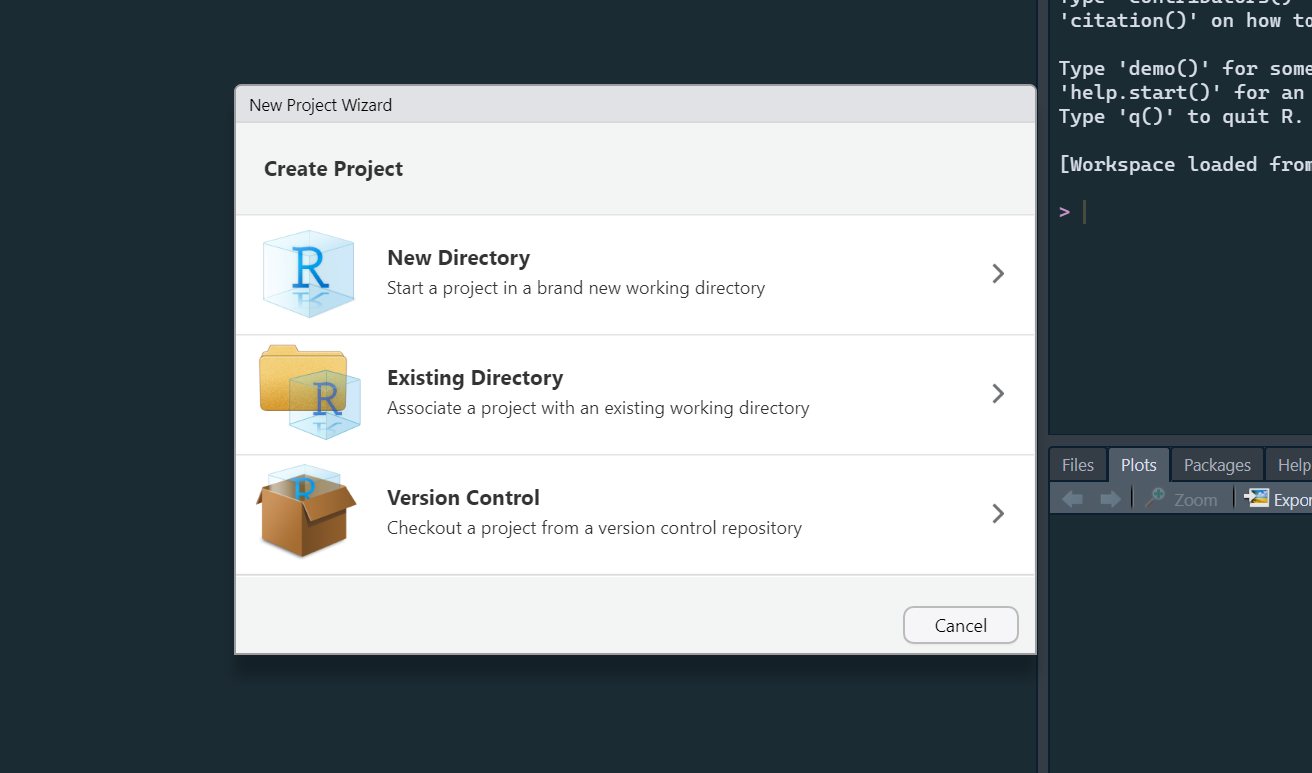 'citation()' on how to
Type 'demo()' for some
'help.start()' for an
Type 'q()' to quit R.
[Workspace loaded from
>
New Project Wizard
Create Project
R
New Directory
Start a project in a brand new working directory
R
Existing Directory
Associate a project with an existing working directory
R
Version Control
Checkout a project from a version control repository
Cancel
Files Plots Packages Help
Zoom Expor